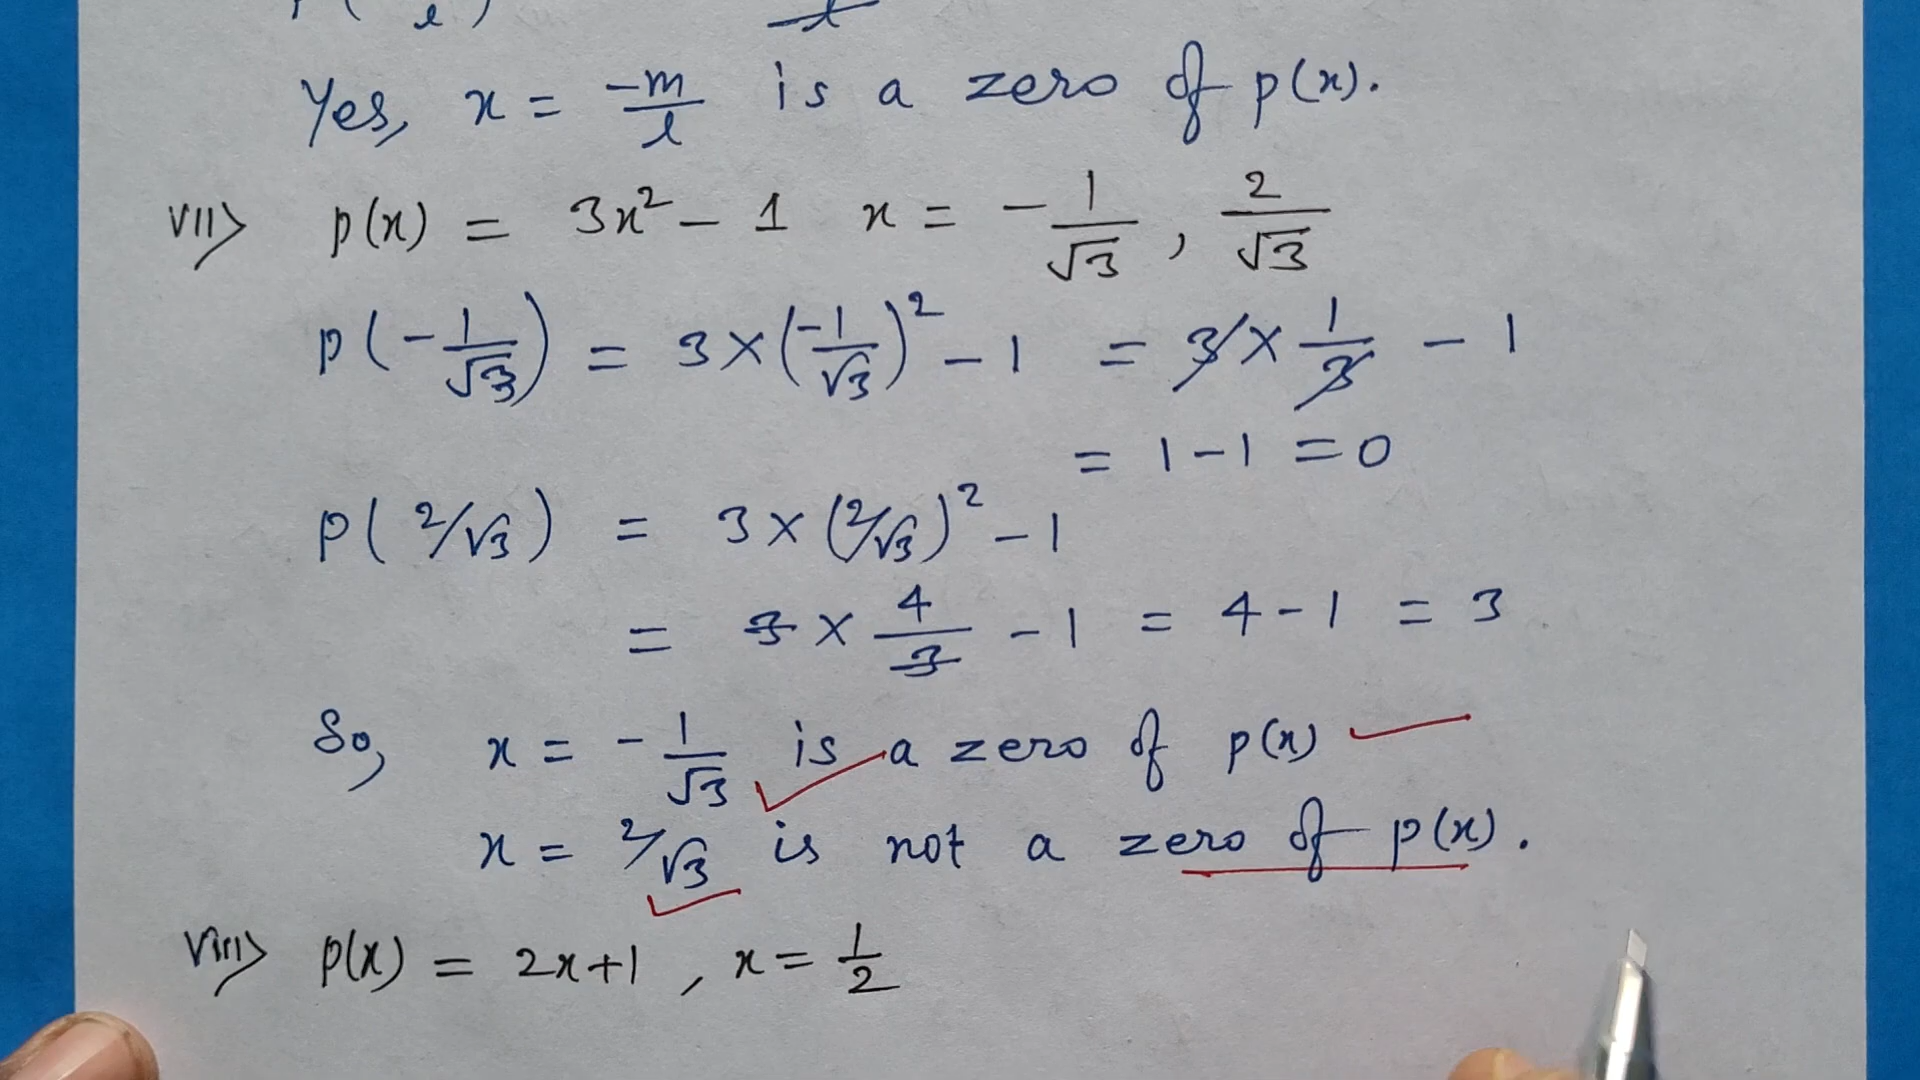 Yes, x = -m/l is a zero of p(x).
VII> p(x) = 3x² - 1 x = -1/√3, 2/√3
P(-1/√3) = 3×(-1/√3)² - 1 = 3×1/3 - 1
= 1-1 = 0
P(2/√3) = 3×(2/√3)² - 1
= 3×4/3 - 1 = 4-1 = 3
So, x = -1/√3 is a zero of p(x)
x = 2/√3 is not a zero of p(x).
VIII> p(x) = 2x+1, x = 1/2